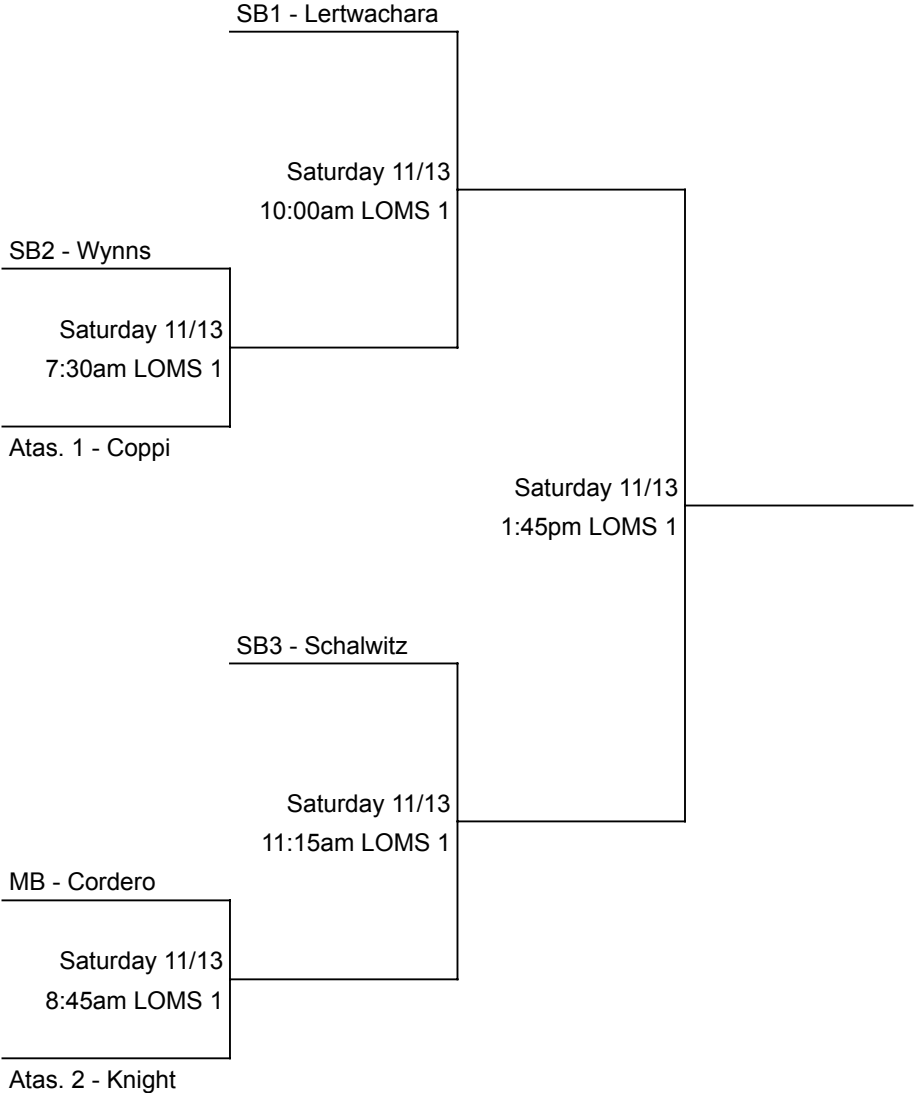 SB1 - Lertwachara
Saturday 11/13
10:00am LOMS 1
SB2 - Wynns
Saturday 11/13
7:30am LOMS 1
Atas. 1 - Coppi
Saturday 11/13
1:45pm LOMS 1
SB3 - Schalwitz
Saturday 11/13
11:15am LOMS 1
MB - Cordero
Saturday 11/13
8:45am LOMS 1
Atas. 2 - Knight